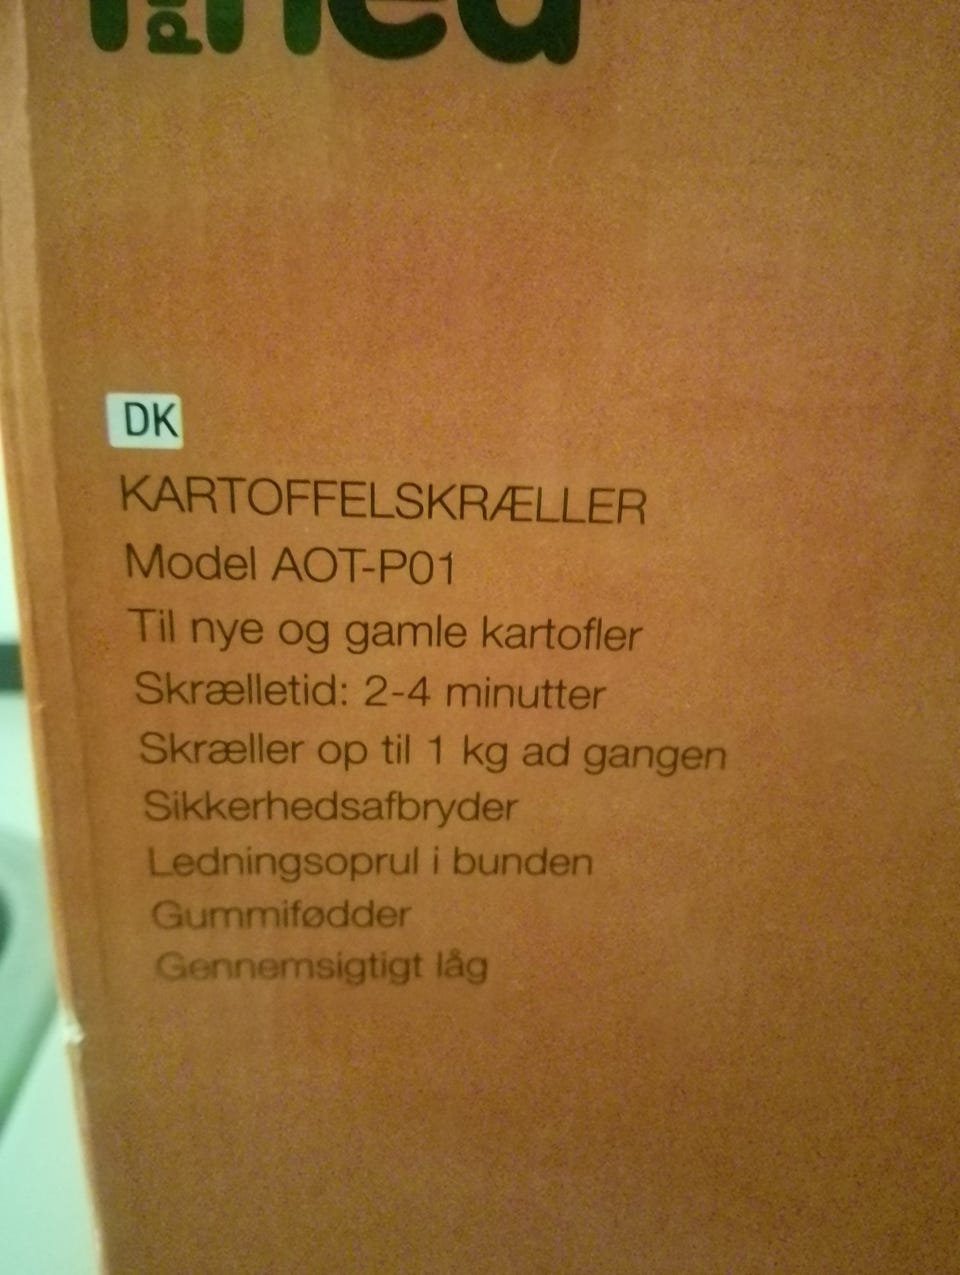 DK
KARTOFFELSKRÆLLER
Model AOT-P01
Til nye og gamle kartofler
Skrælletid: 2-4 minutter
Skræller op til 1 kg ad gangen
Sikkerhedsafbryder
Ledningsoprul i bunden
Gummifødder
Gennemsigtigt låg